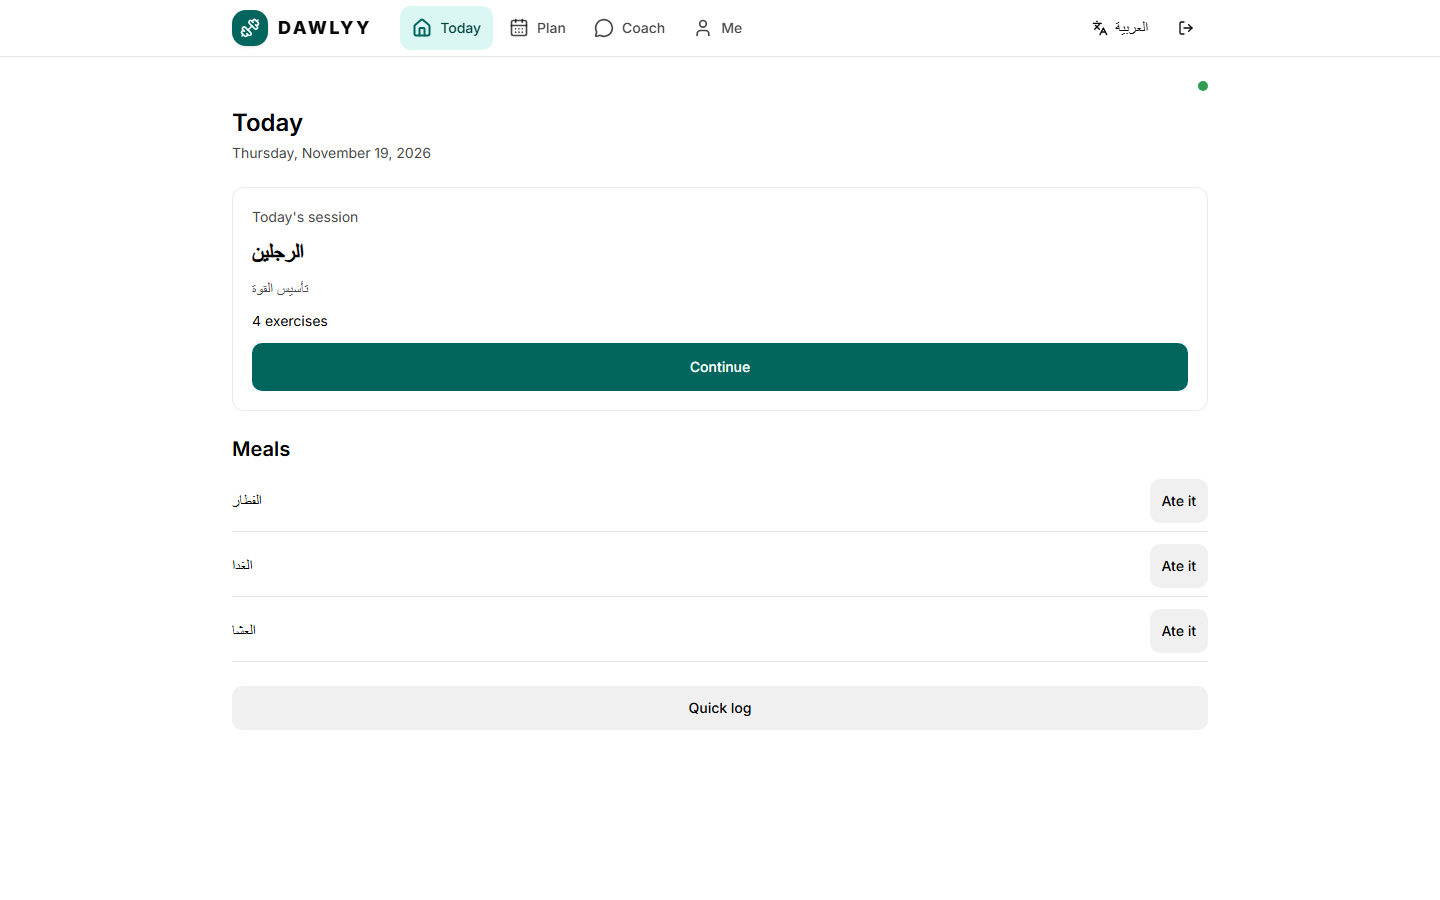 DAWLYY
Today
Plan
Coach
Me
العربية
Today
Thursday, November 19, 2026
Today's session
الرجلين
تأسيس القوة
4 exercises
Continue
Meals
الفطار
Ate it
الغدا
Ate it
العشا
Ate it
Quick log